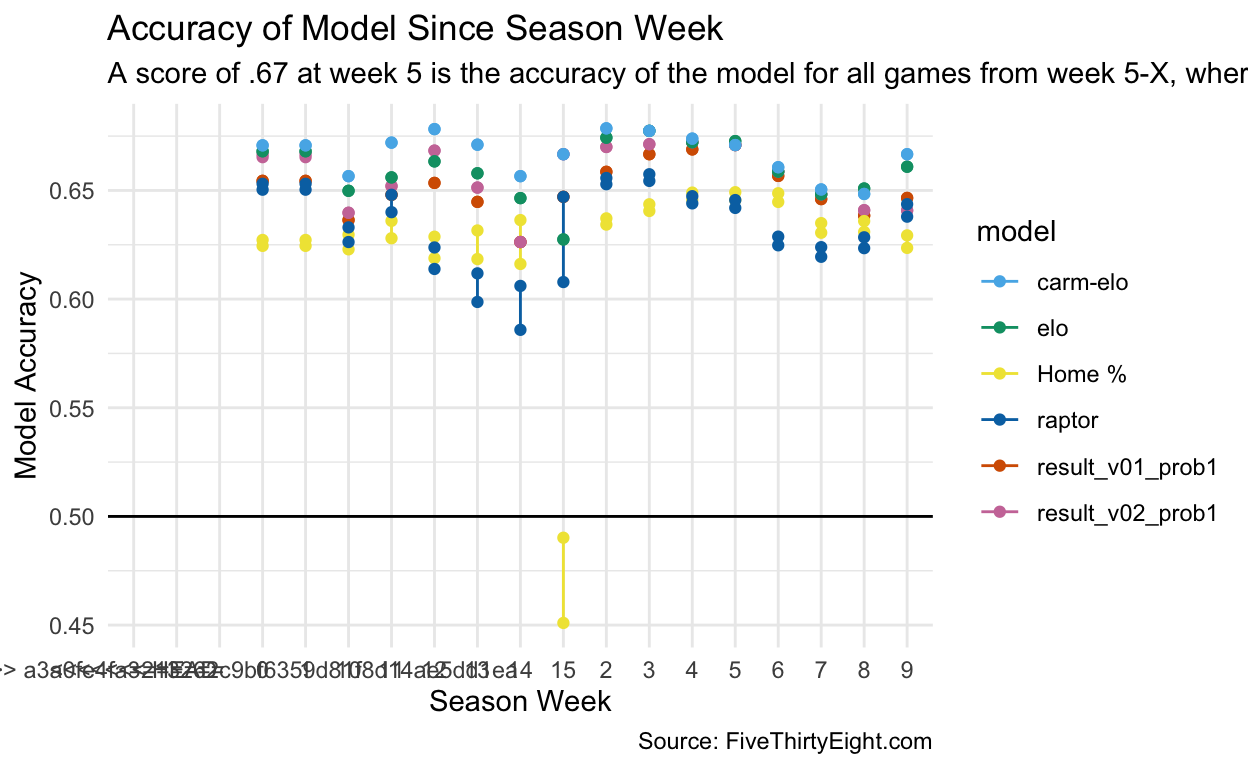 Accuracy of Model Since Season Week
A score of .67 at week 5 is the accuracy of the model for all games from week 5-X, wher
Model Accuracy
0.65
0.60
0.55
0.50
0.45
14 15 2 3 4 5 6 7 8 9
Season Week
model
carm-elo
elo
Home %
raptor
result_v01_prob1
result_v02_prob1
Source: FiveThirtyEight.com